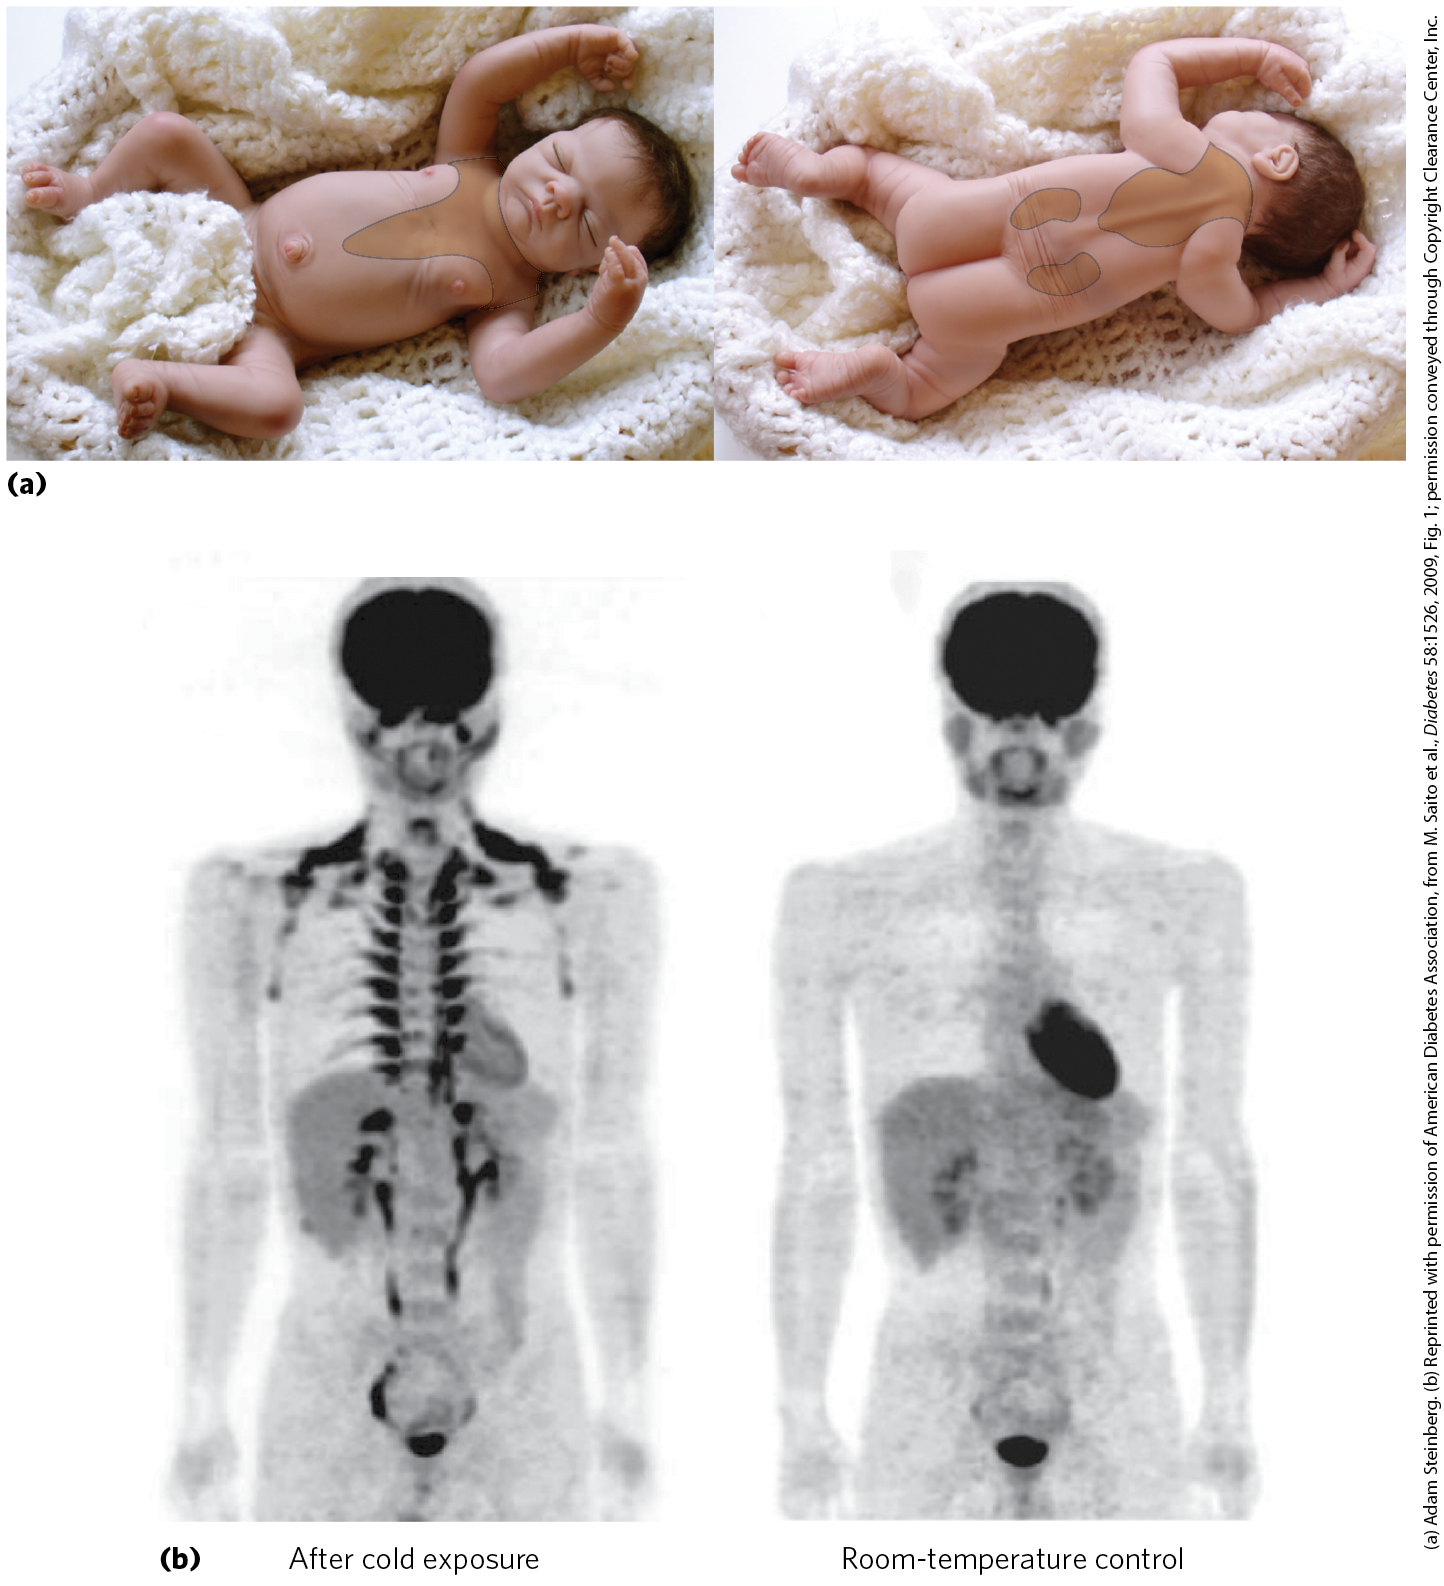 (a)
(b)
After cold exposure
Room-temperature control
(a) Adam Steinberg. (b) Reprinted with permission of American Diabetes Association, from M. Saito et al., Diabetes 58:1526, 2009, Fig. 1; permission conveyed through Copyright Clearance Center, Inc.